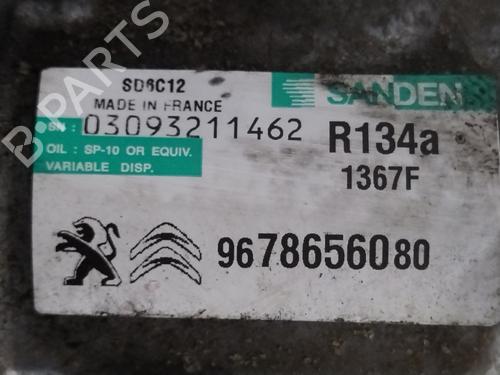 SD6C12
MADE IN FRANCE
SANDEN
SN: 03093211462
R134a
OIL : SP-10 OR EQUIV.
VARIABLE DISP.
1367F
9678656080
B-PARTS